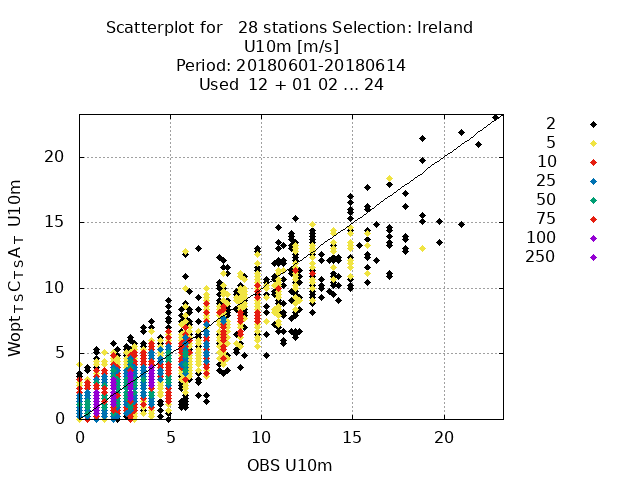 Scatterplot for   28 stations Selection: Ireland
U10m [m/s]
Period: 20180601-20180614
Used  12 + 01 02 ... 24
2
5
10
25
50
75
100
250
20
15
10
5
0
WoptTsCTsAT U10m
0 5 10 15 20
OBS U10m